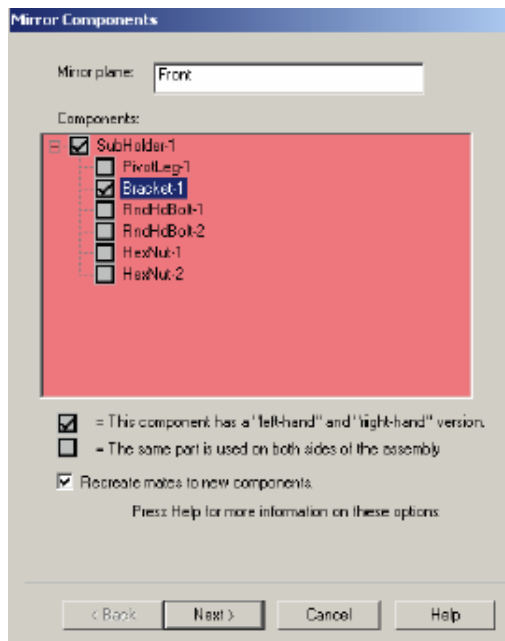 Mirror Components
Mirror plane: Front
Components:
SubHolder-1
PivotLeg-1
Bracket-1
RndHdBolt-1
RndHdBolt-2
HexNut-1
HexNut-2
= This component has a "left-hand" and "right-hand" version.
= The same part is used on both sides of the assembly
Recreate mates to new components.
Press Help for more information on these options
< Back Next > Cancel Help